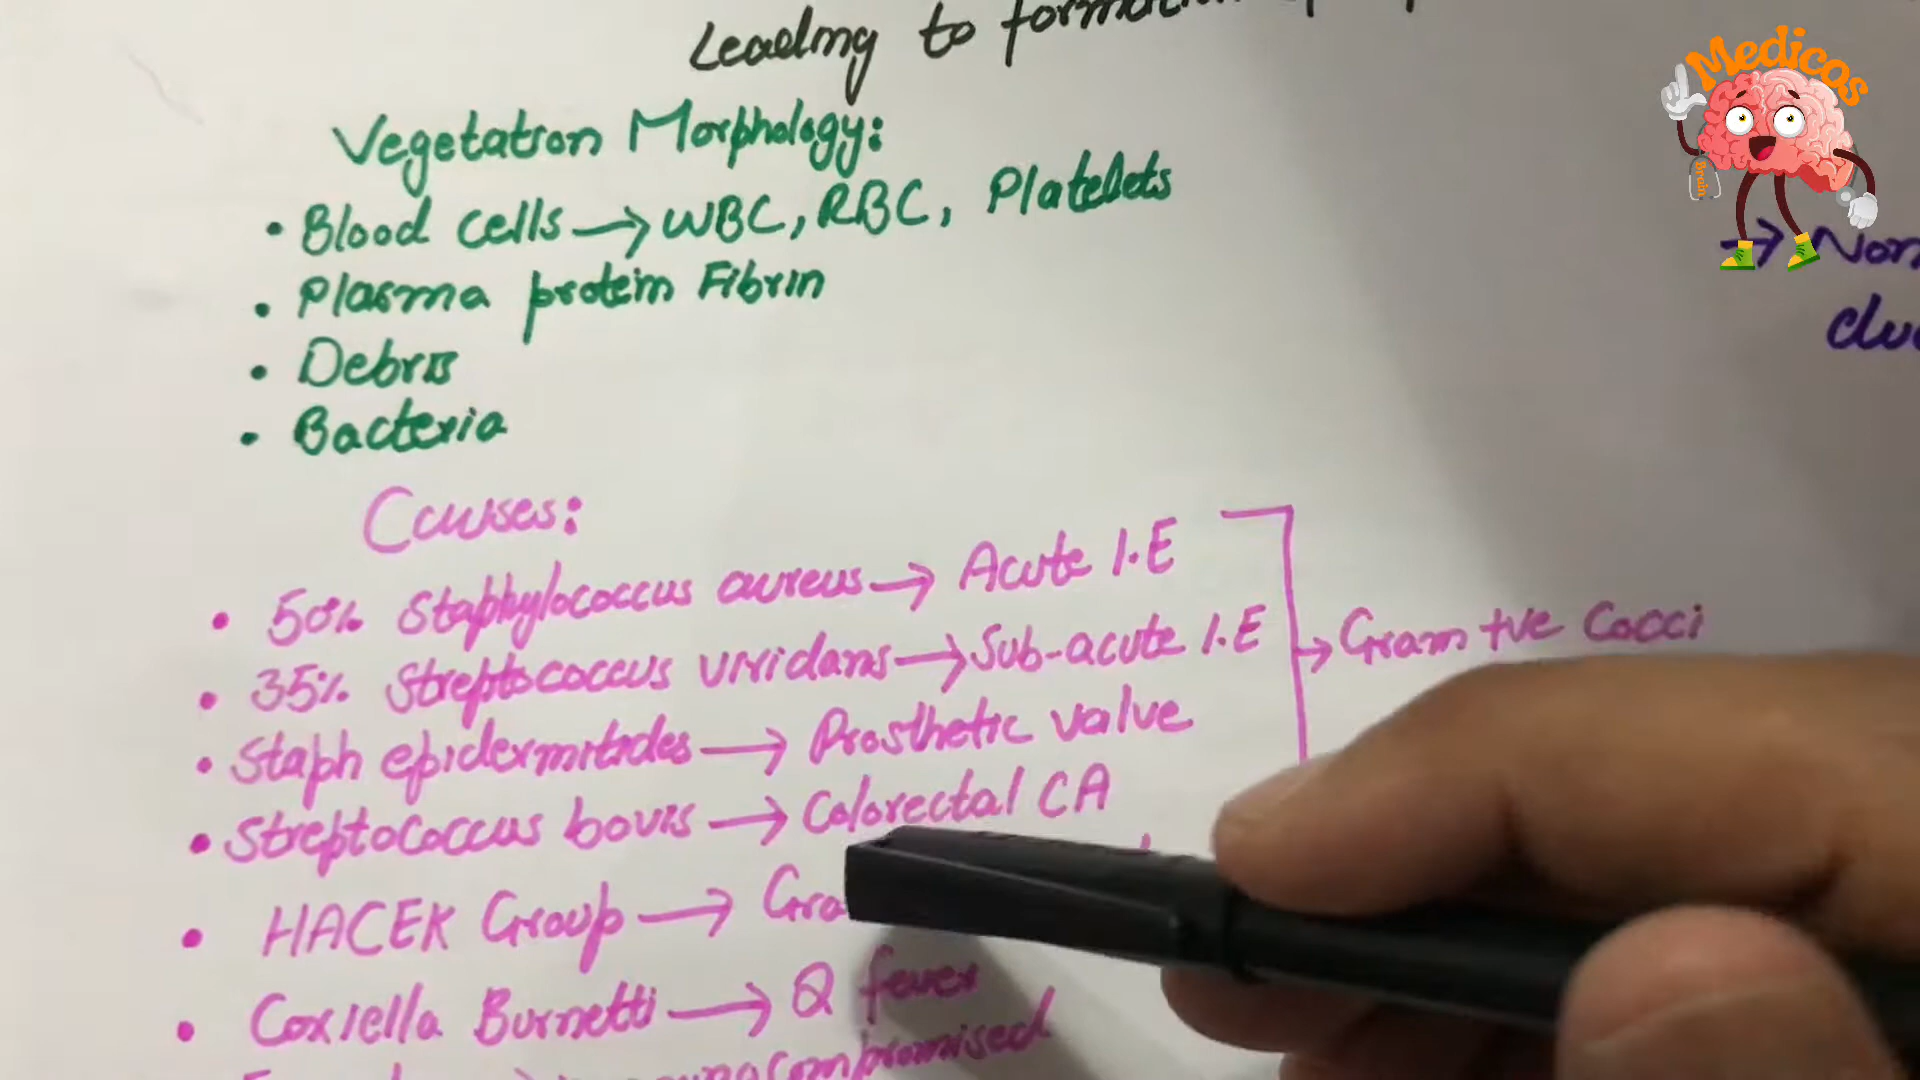 Leading to
Vegetation Morphology:
• Blood cells → WBC, RBC, Platelets
• Plasma protein Fibrin
• Debris
• Bacteria
Causes:
• 50% Staphylococcus aureus → Acute I.E
• 35% Streptococcus viridans → Sub-acute I.E
→ Gram +ve Cocci
• Staph epidermitides → Prosthetic valve
• Streptococcus bovis → Colorectal CA
• HACEK Group →
• Coxiella Burnetti → Q fever
Medicos
Brain